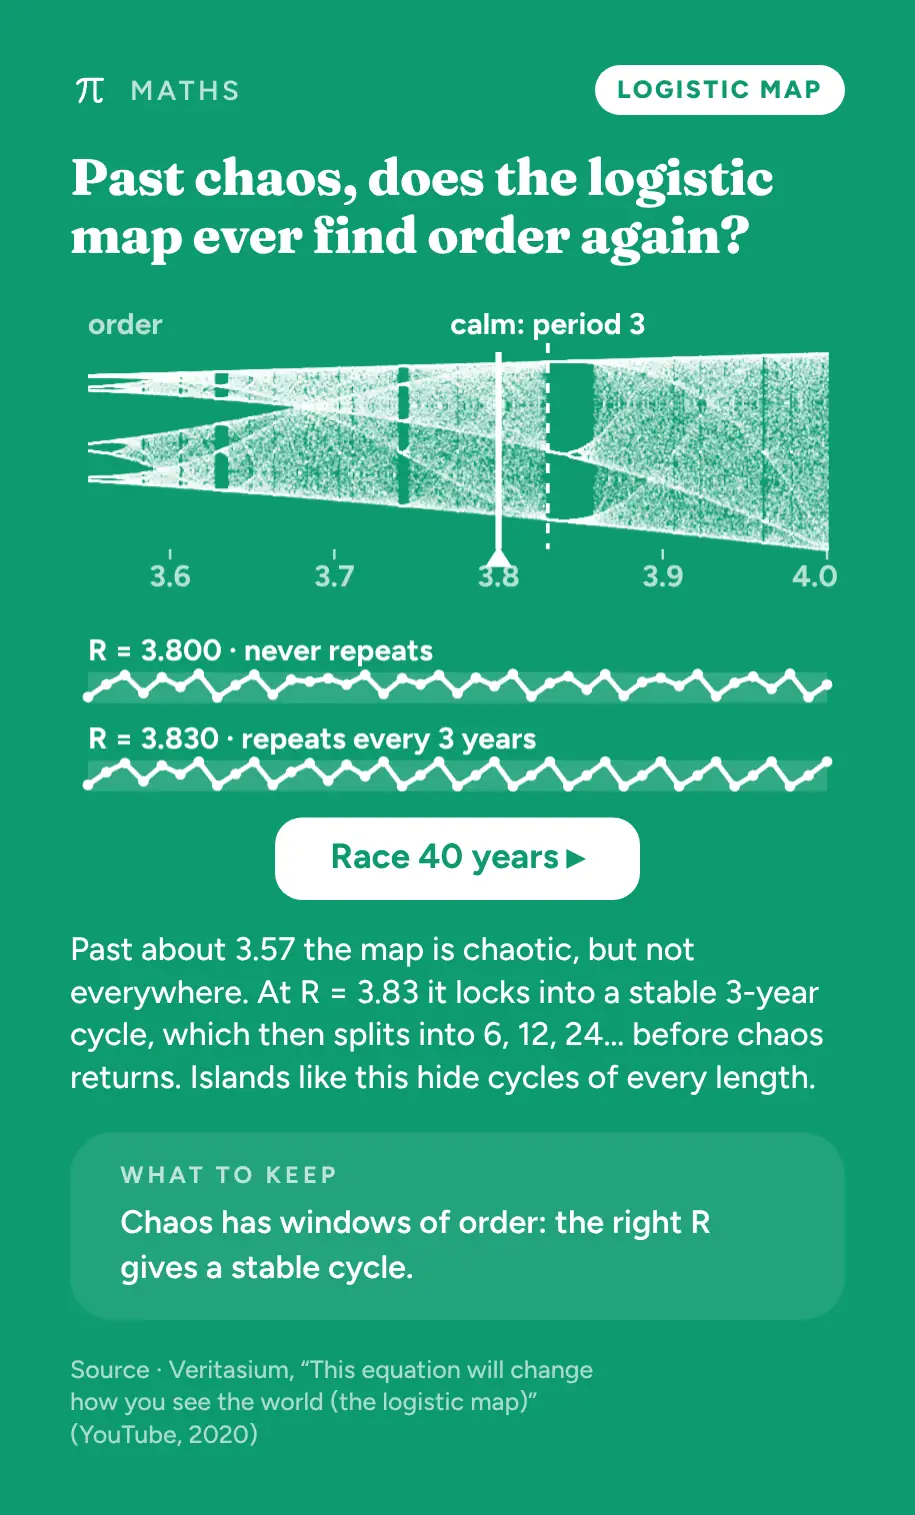 π MATHS
LOGISTIC MAP
Past chaos, does the logistic
map ever find order again?
order
calm: period 3
3.6 3.7 3.8 3.9 4.0
R = 3.800 · never repeats
R = 3.830 · repeats every 3 years
Race 40 years ▸
Past about 3.57 the map is chaotic, but not
everywhere. At R = 3.83 it locks into a stable 3-year
cycle, which then splits into 6, 12, 24… before chaos
returns. Islands like this hide cycles of every length.
WHAT TO KEEP
Chaos has windows of order: the right R
gives a stable cycle.
Source · Veritasium, “This equation will change
how you see the world (the logistic map)”
(YouTube, 2020)